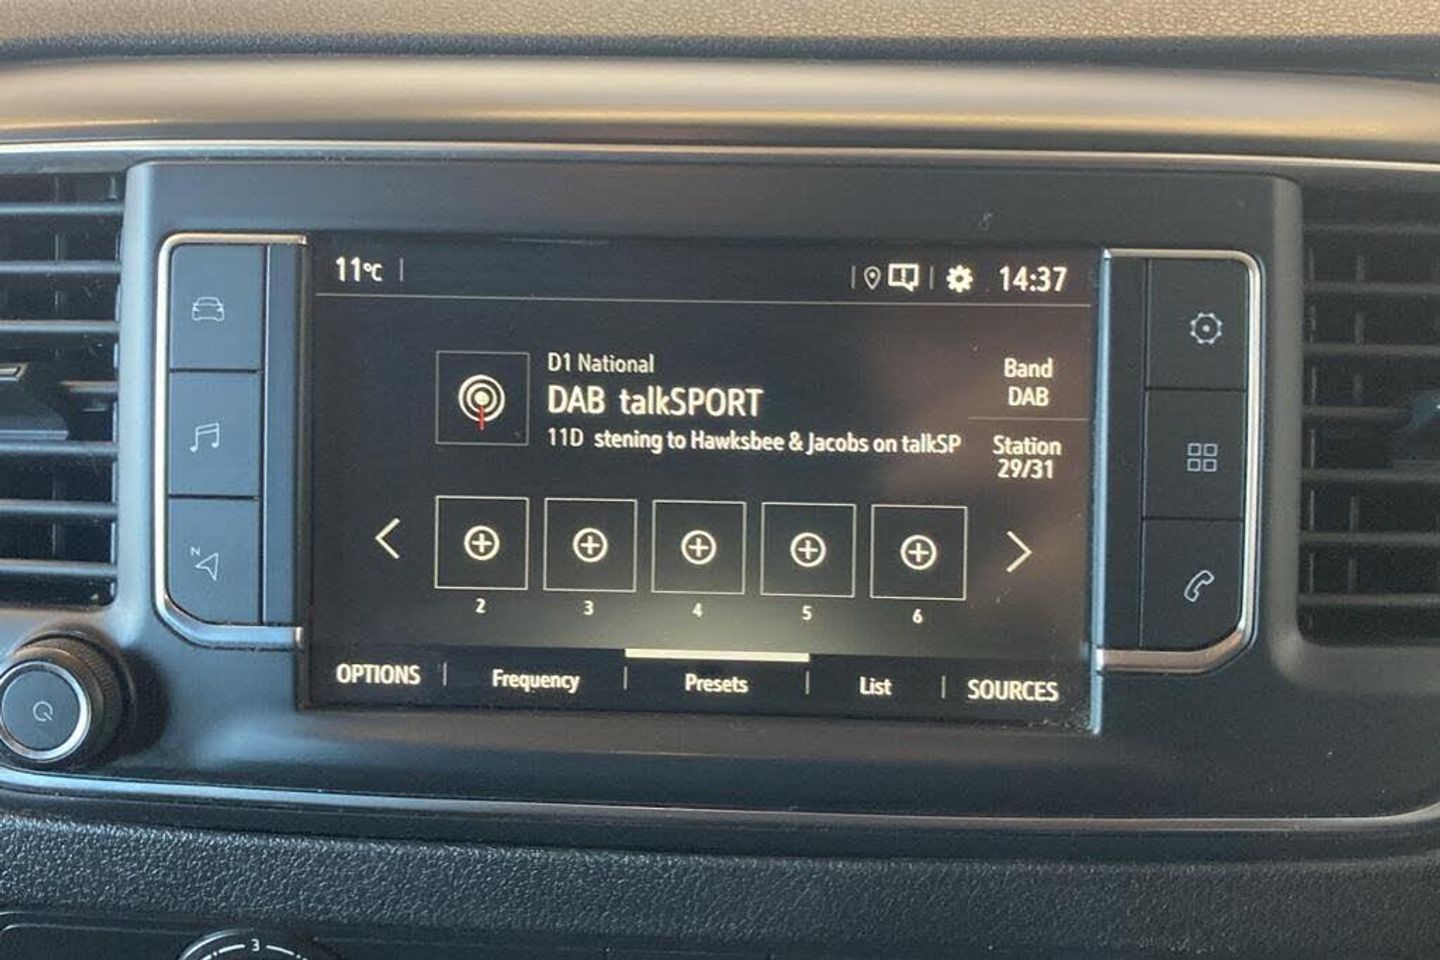 11°C
14:37
D1 National
DAB talkSPORT
11D stening to Hawksbee & Jacobs on talkSP
Band
DAB
Station
29/31
2 3 4 5 6
OPTIONS Frequency Presets List SOURCES
N
3